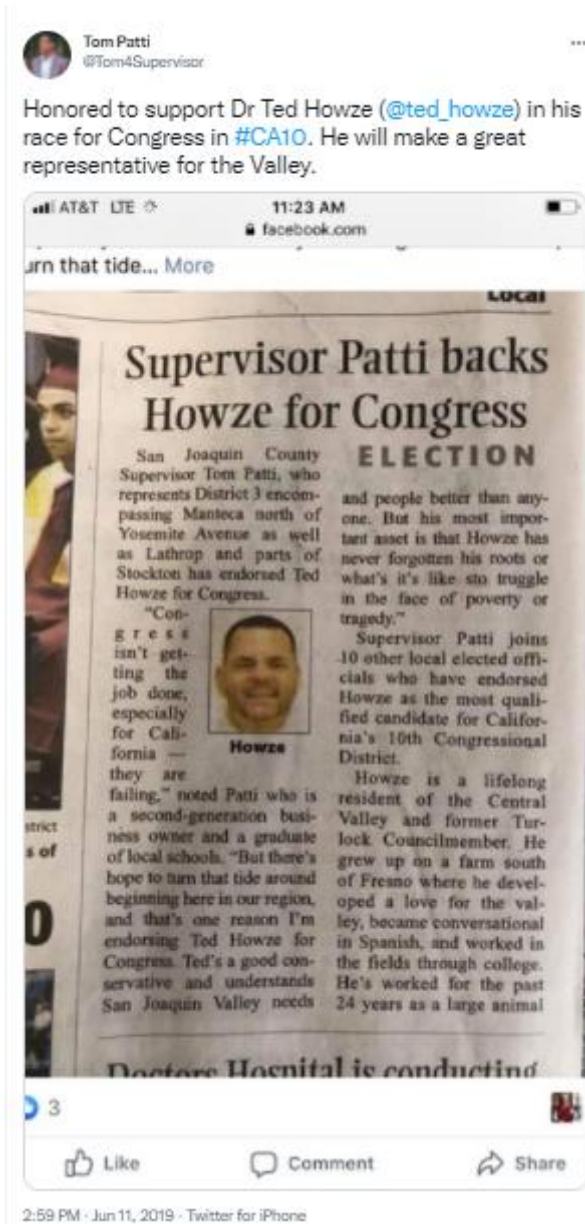 Tom Patti
@Tom4Supervisor
Honored to support Dr Ted Howze (@ted_howze) in his
race for Congress in #CA10. He will make a great
representative for the Valley.
AT&T LTE
11:23 AM
facebook.com
urn that tide... More
Local
Supervisor Patti backs
Howze for Congress
ELECTION
San Joaquin County
Supervisor Tom Patti, who
represents District 3 encom-
passing Manteca north of
Yosemite Avenue as well
as Lathrop and parts of
Stockton has endorsed Ted
Howze for Congress.
"Con-
gress
isn't get-
ting the
job done,
especially
for Cali-
fornia —
they are
failing," noted Patti who is
a second-generation busi-
ness owner and a graduate
of local schools. "But there's
hope to turn that tide around
beginning here in our region,
and that's one reason I'm
endorsing Ted Howze for
Congress. Ted's a good con-
servative and understands
San Joaquin Valley needs
Howze
and people better than any-
one. But his most impor-
tant asset is that Howze has
never forgotten his roots or
what's it's like sto truggle
in the face of poverty or
tragedy."
Supervisor Patti joins
10 other local elected offi-
cials who have endorsed
Howze as the most quali-
fied candidate for Califor-
nia's 10th Congressional
District.
Howze is a lifelong
resident of the Central
Valley and former Tur-
lock Councilmember. He
grew up on a farm south
of Fresno where he devel-
oped a love for the val-
ley, became conversational
in Spanish, and worked in
the fields through college.
He's worked for the past
24 years as a large animal
strict
s of
0
Doctors Hospital is conducting
3
Like
Comment
Share
2:59 PM · Jun 11, 2019 · Twitter for iPhone